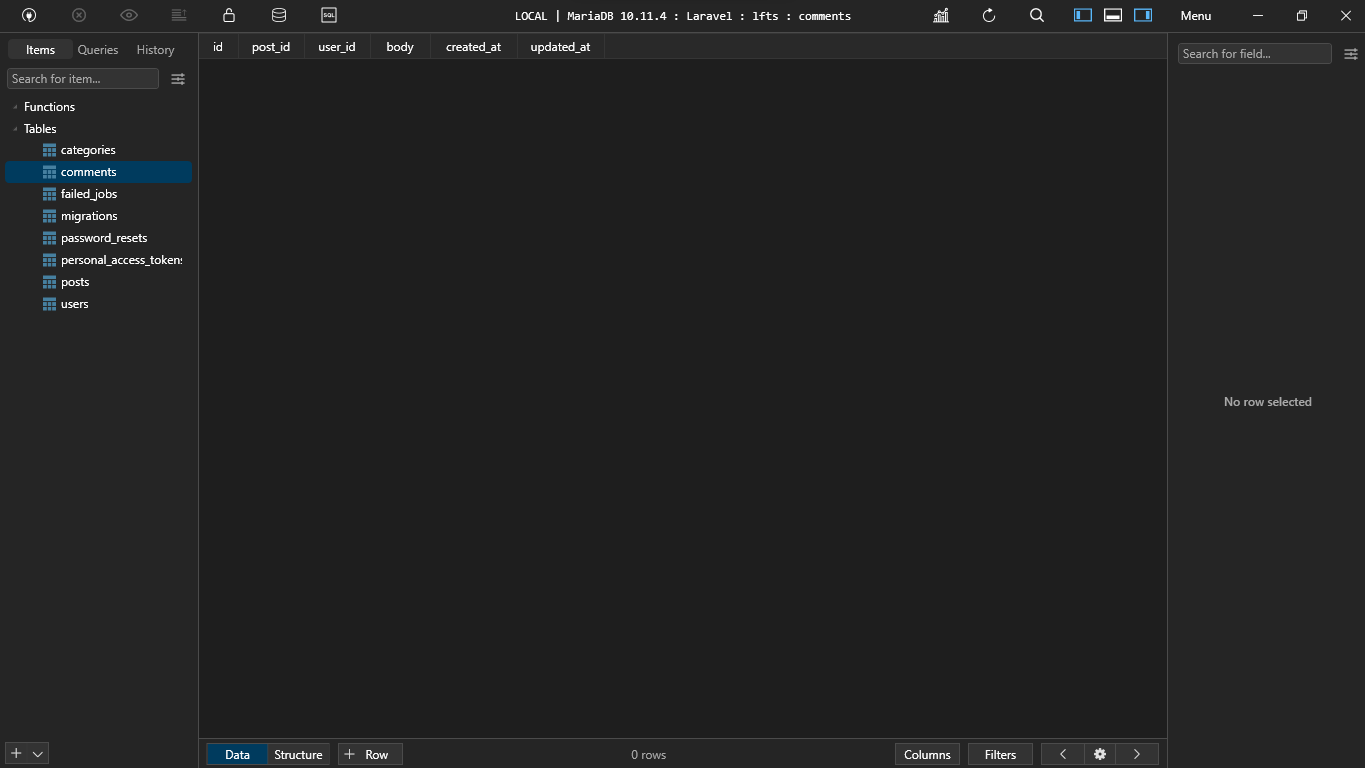 SQL
LOCAL | MariaDB 10.11.4 : Laravel : lfts : comments
Menu
Items Queries History
Search for item...
Functions
Tables
categories
comments
failed_jobs
migrations
password_resets
personal_access_tokens
posts
users
id post_id user_id body created_at updated_at
Search for field...
No row selected
Data Structure + Row
0 rows
Columns Filters